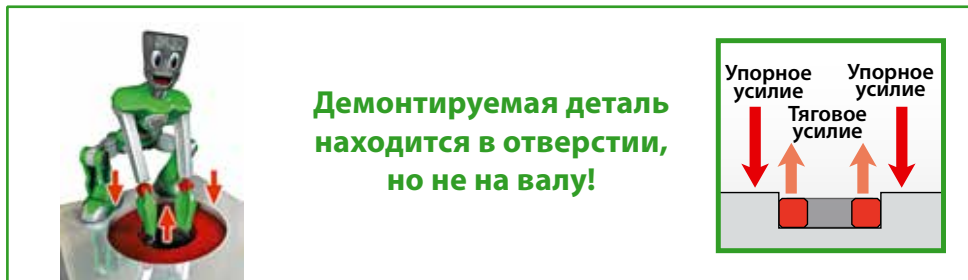 Демонтируемая деталь
находится в отверстии,
но не на валу!
Упорное
усилие
Упорное
усилие
Тяговое
усилие